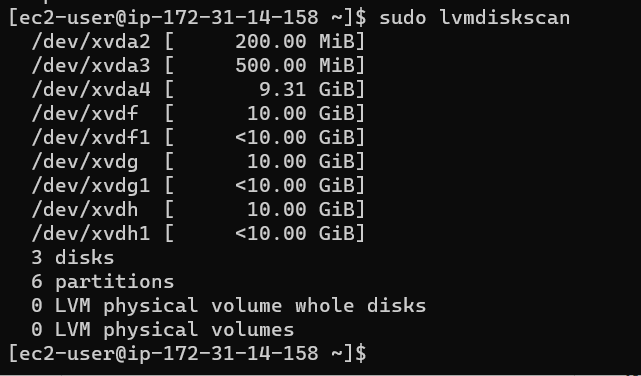 [ec2-user@ip-172-31-14-158 ~]$ sudo lvmdiskscan
  /dev/xvda2 [     200.00 MiB]
  /dev/xvda3 [     500.00 MiB]
  /dev/xvda4 [       9.31 GiB]
  /dev/xvdf  [      10.00 GiB]
  /dev/xvdf1 [     <10.00 GiB]
  /dev/xvdg  [      10.00 GiB]
  /dev/xvdg1 [     <10.00 GiB]
  /dev/xvdh  [      10.00 GiB]
  /dev/xvdh1 [     <10.00 GiB]
  3 disks
  6 partitions
  0 LVM physical volume whole disks
  0 LVM physical volumes
[ec2-user@ip-172-31-14-158 ~]$